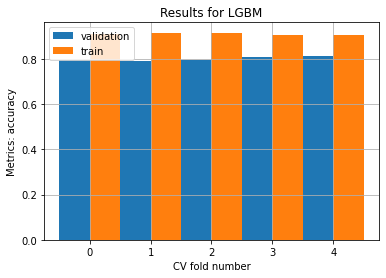 Results for LGBM
validation
train
Metrics: accuracy
0.8
0.6
0.4
0.2
0.0
0 1 2 3 4
CV fold number